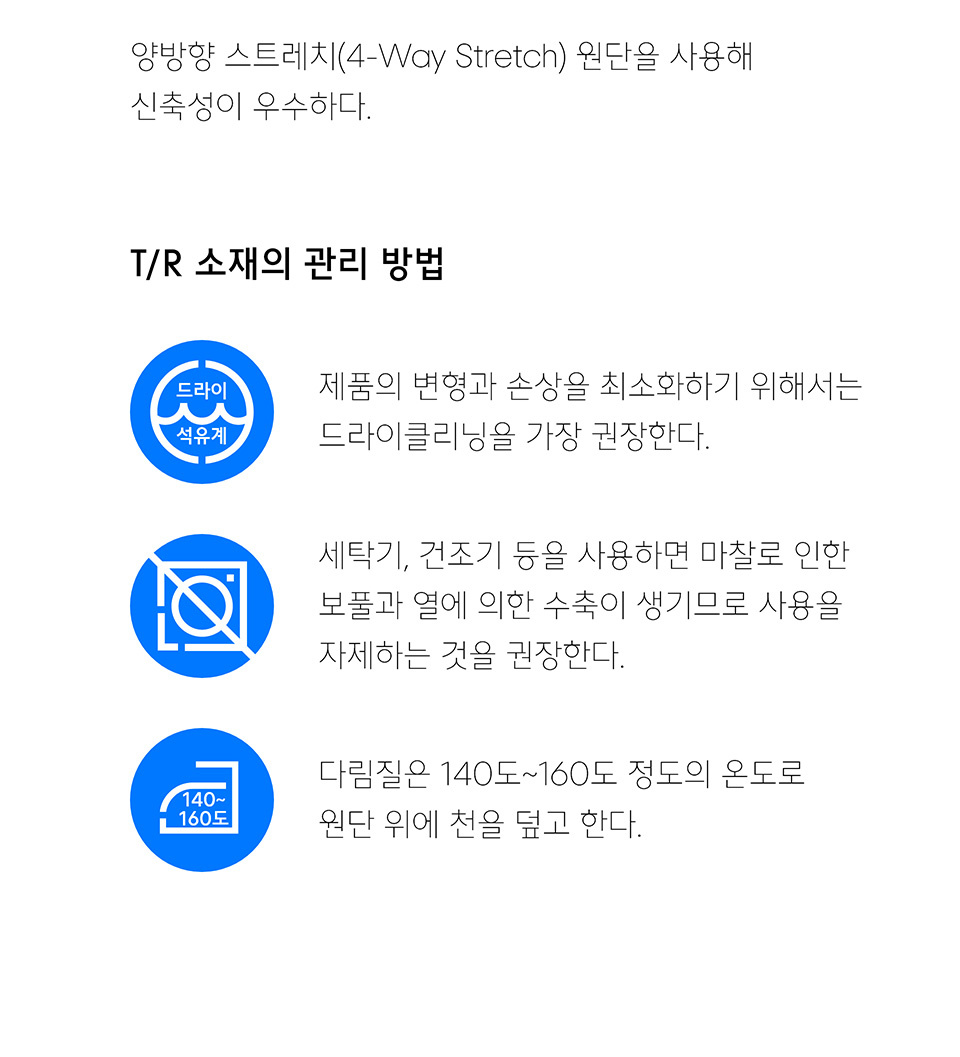 양방향 스트레치(4-Way Stretch) 원단을 사용해
신축성이 우수하다.
T/R 소재의 관리 방법
드라이
석유계
제품의 변형과 손상을 최소화하기 위해서는
드라이클리닝을 가장 권장한다.
세탁기, 건조기 등을 사용하면 마찰로 인한
보풀과 열에 의한 수축이 생기므로 사용을
자제하는 것을 권장한다.
140~
160도
다림질은 140도~160도 정도의 온도로
원단 위에 천을 덮고 한다.